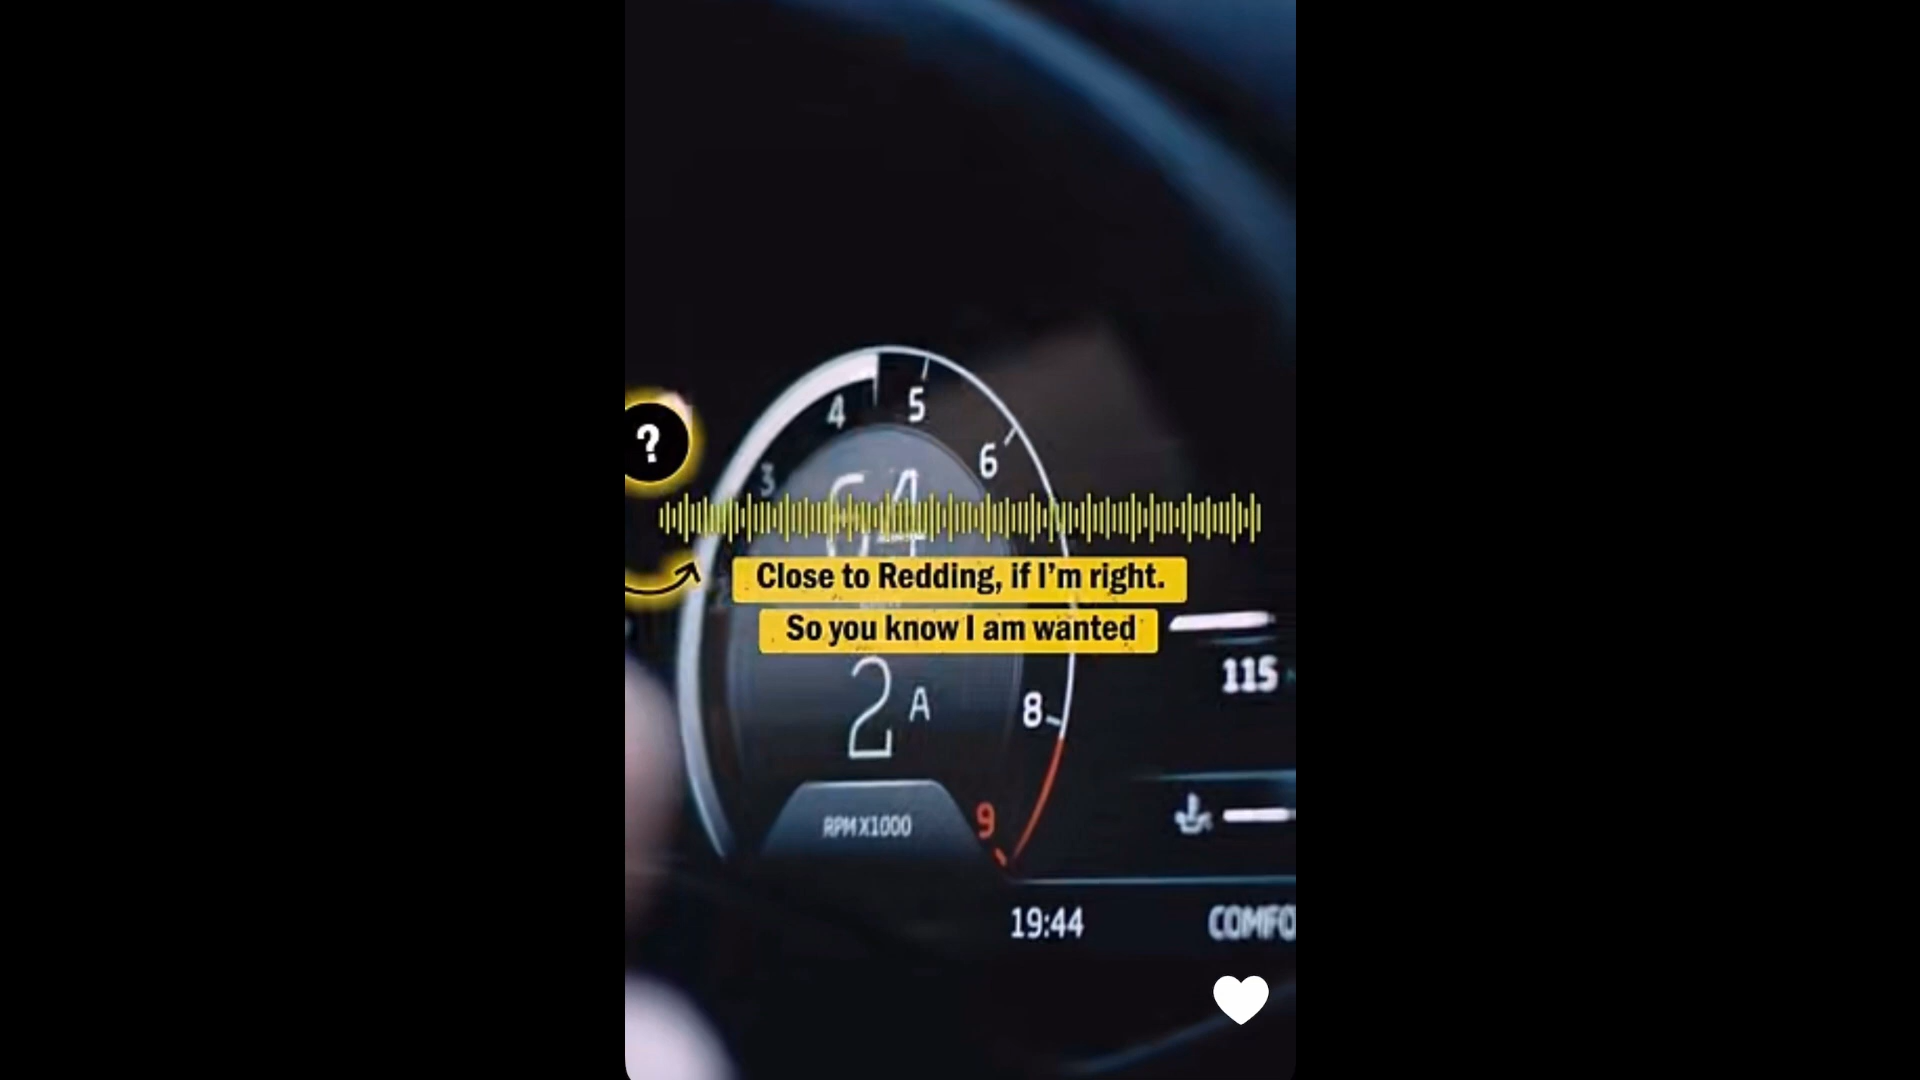 4
5
3
6
64
?
Close to Redding, if I’m right.
So you know I am wanted
115
2 A
8
RPM X1000
9
19:44